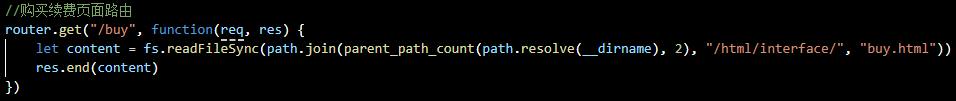 //购买续费页面路由
router.get("/buy", function(req, res) {
    let content = fs.readFileSync(path.join(parent_path_count(path.resolve(__dirname), 2), "/html/interface/", "buy.html"))
    res.end(content)
})